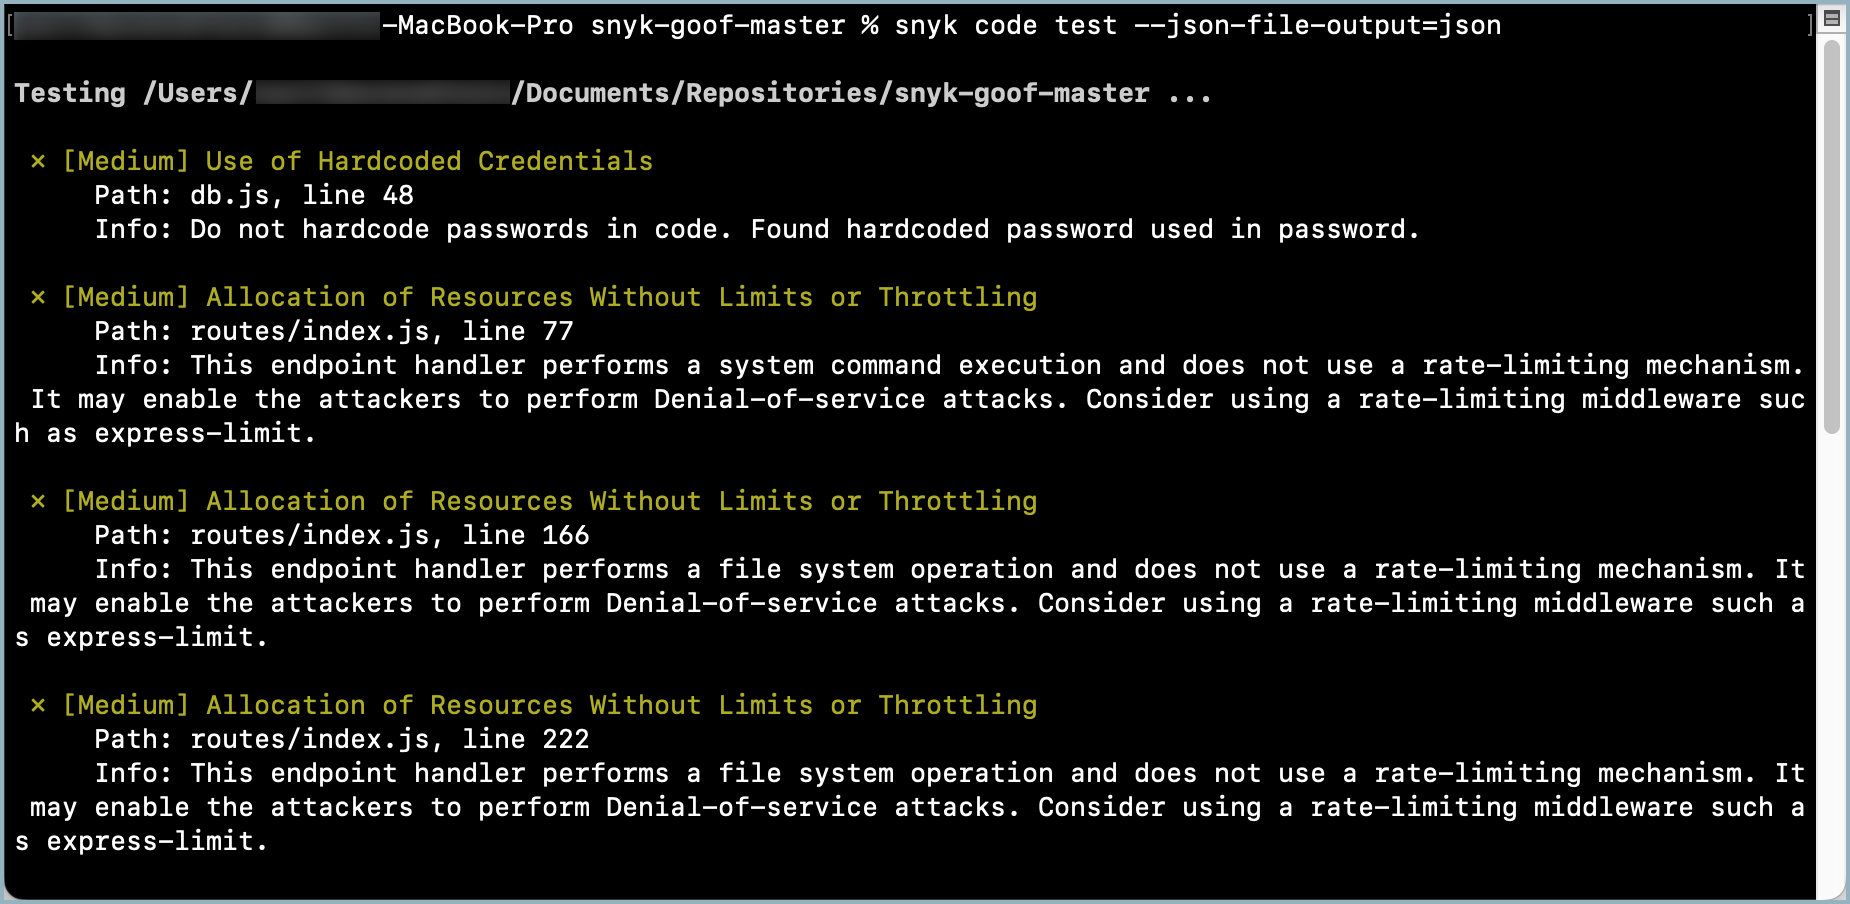 [-MacBook-Pro snyk-goof-master % snyk code test --json-file-output=json ]
Testing /Users//Documents/Repositories/snyk-goof-master ...
× [Medium] Use of Hardcoded Credentials
Path: db.js, line 48
Info: Do not hardcode passwords in code. Found hardcoded password used in password.
× [Medium] Allocation of Resources Without Limits or Throttling
Path: routes/index.js, line 77
Info: This endpoint handler performs a system command execution and does not use a rate-limiting mechanism.
It may enable the attackers to perform Denial-of-service attacks. Consider using a rate-limiting middleware suc
h as express-limit.
× [Medium] Allocation of Resources Without Limits or Throttling
Path: routes/index.js, line 166
Info: This endpoint handler performs a file system operation and does not use a rate-limiting mechanism. It
may enable the attackers to perform Denial-of-service attacks. Consider using a rate-limiting middleware such a
s express-limit.
× [Medium] Allocation of Resources Without Limits or Throttling
Path: routes/index.js, line 222
Info: This endpoint handler performs a file system operation and does not use a rate-limiting mechanism. It
may enable the attackers to perform Denial-of-service attacks. Consider using a rate-limiting middleware such a
s express-limit.